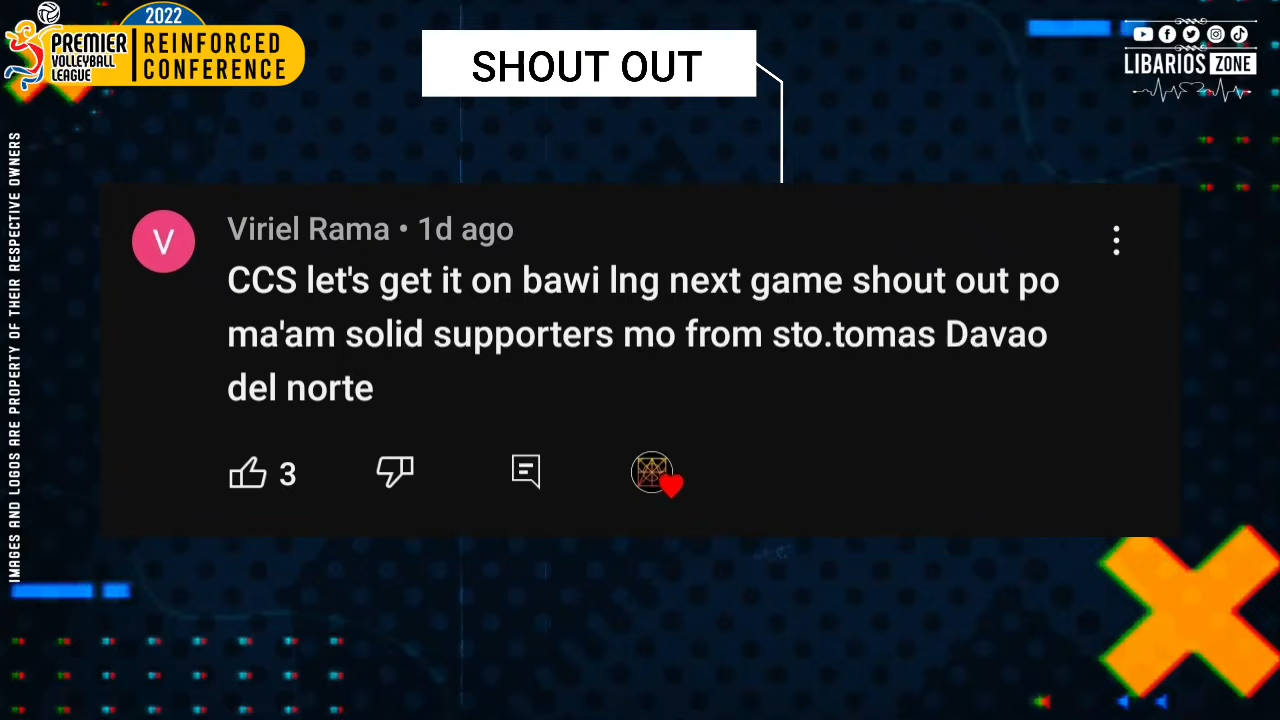 2022
PREMIER
VOLLEYBALL
LEAGUE
REINFORCED
CONFERENCE
SHOUT OUT
LIBARIOS ZONE
IMAGES AND LOGOS ARE PROPERTY OF THEIR RESPECTIVE OWNERS
V
Viriel Rama • 1d ago
CCS let's get it on bawi lng next game shout out po
ma'am solid supporters mo from sto.tomas Davao
del norte
3